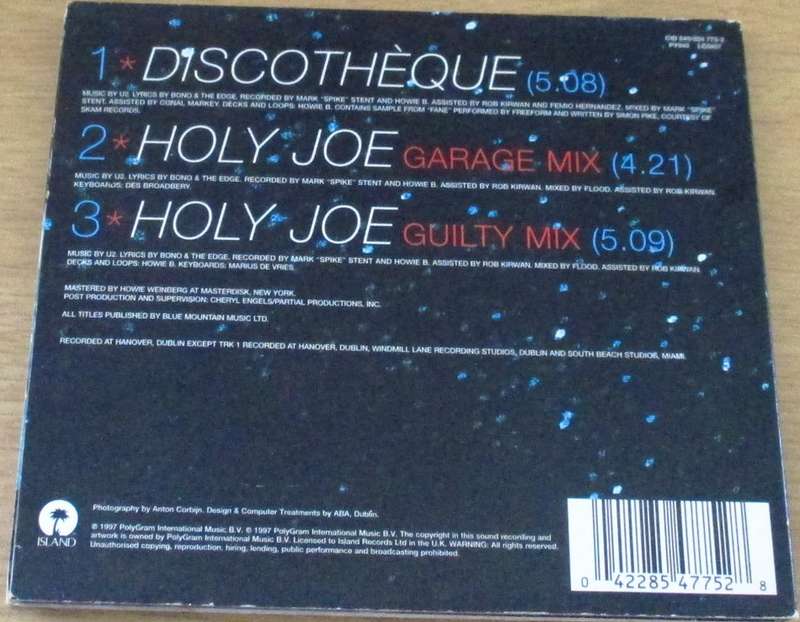 1* DISCOTHÈQUE (5.08)
MUSIC BY U2. LYRICS BY BONO & THE EDGE. RECORDED BY MARK "SPIKE" STENT AND HOWIE B. ASSISTED BY ROB KIRWAN AND FEMIO HERNANDEZ. MIXED BY MARK "SPIKE"
STENT. ASSISTED BY CONAL MARKEY. DECKS AND LOOPS: HOWIE B. CONTAINS SAMPLE FROM "FANE" PERFORMED BY FREEFORM AND WRITTEN BY SIMON PIKE, COURTESY OF
SKAM RECORDS.
2* HOLY JOE GARAGE MIX (4.21)
MUSIC BY U2. LYRICS BY BONO & THE EDGE. RECORDED BY MARK "SPIKE" STENT AND HOWIE B. ASSISTED BY ROB KIRWAN. MIXED BY FLOOD. ASSISTED BY ROB KIRWAN.
KEYBOARDS: DES BROADBERY.
3* HOLY JOE GUILTY MIX (5.09)
MUSIC BY U2. LYRICS BY BONO & THE EDGE. RECORDED BY MARK "SPIKE" STENT AND HOWIE B. ASSISTED BY ROB KIRWAN. MIXED BY FLOOD. ASSISTED BY ROB KIRWAN.
DECKS AND LOOPS: HOWIE B. KEYBOARDS: MARIUS DE VRIES.
MASTERED BY HOWIE WEINBERG AT MASTERDISK, NEW YORK.
POST PRODUCTION AND SUPERVISION: CHERYL ENGELS/PARTIAL PRODUCTIONS, INC.
ALL TITLES PUBLISHED BY BLUE MOUNTAIN MUSIC LTD.
RECORDED AT HANOVER, DUBLIN EXCEPT TRK 1 RECORDED AT HANOVER, DUBLIN, WINDMILL LANE RECORDING STUDIOS, DUBLIN AND SOUTH BEACH STUDIOS, MIAMI.
Photography by Anton Corbijn. Design & Computer Treatments by ABA, Dublin.
℗ 1997 PolyGram International Music B.V. © 1997 PolyGram International Music B.V. The copyright in this sound recording and
artwork is owned by PolyGram International Music B.V. Licensed to Island Records Ltd in the U.K. WARNING: All rights reserved.
Unauthorised copying, reproduction, hiring, lending, public performance and broadcasting prohibited.
ISLAND
0 42285 47752 8